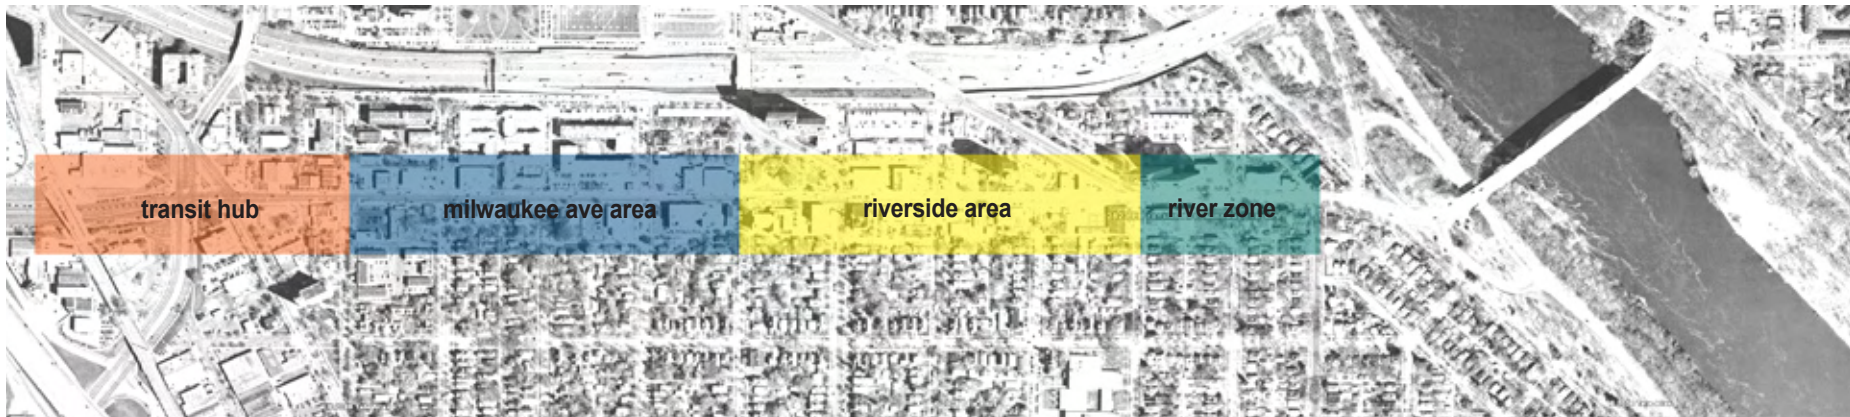 transit hub
milwaukee ave area
riverside area
river zone